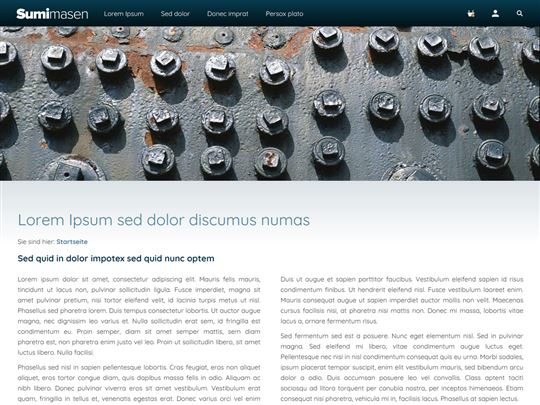 Sumimasen Lorem Ipsum Sed dolor Donec imprat Persox plato
Lorem Ipsum sed dolor discumus numas
Sie sind hier: Startseite
Sed quid in dolor impotex sed quid nunc optem
Lorem ipsum dolor sit amet, consectetur adipiscing elit. Mauris felis mauris,
tincidunt ut lacus non, pulvinar sollicitudin ligula. Fusce imperdiet, magna sit
amet pulvinar pretium, nisi tortor eleifend velit, id lacinia turpis metus ut nisl.
Phasellus sed pharetra lorem. Duis tempus consectetur lobortis. Ut auctor augue
magna, nec dignissim leo varius et. Nulla sollicitudin erat sem, id fringilla est
condimentum eu. Proin semper, diam sit amet semper mattis, sem diam
pharetra est, non pharetra enim justo vel leo. Proin ut sollicitudin libero, sit amet
luctus libero. Nulla facilisi.
Phasellus sed nisl in sapien pellentesque lobortis. Cras feugiat, eros non aliquet
aliquet, eros tortor congue diam, quis dapibus massa felis in odio. Aliquam ac
nibh libero. Donec pulvinar viverra eros sit amet varius. Vestibulum ante erat
quam, fringilla in tellus et, venenatis egestas erat. Donec vitae vel enim
Duis ut augue et sapien porttitor faucibus. Vestibulum eleifend sapien id risus
condimentum finibus. Ut hendrerit eleifend nisl. Fusce vestibulum laoreet enim.
Mauris consequat augue ut sapien imperdiet auctor mollis non velit. Maecenas
cursus facilisis nisi, at pharetra nisi mattis non. Donec mi massa, lobortis vitae
lacus a, ornare fermentum risus.
Sed fermentum sed est a posuere. Nunc eget elementum nisl. Sed in pulvinar
magna. Sed eleifend mi libero, vitae condimentum augue luctus eget.
Pellentesque nec nisi in nisl condimentum consequat quis eu urna. Morbi sodales,
ipsum placerat tempor suscipit, enim elit vestibulum mauris, sed bibendum arcu
dolor a odio. Duis accumsan posuere leo vel convallis. Class aptent taciti
sociosqu ad litora torquent per conubia nostra, per inceptos himenaeos. Etiam
consequat nisi pharetra, vehicula mi in, facilisis lacus. Phasellus at sapien lectus.